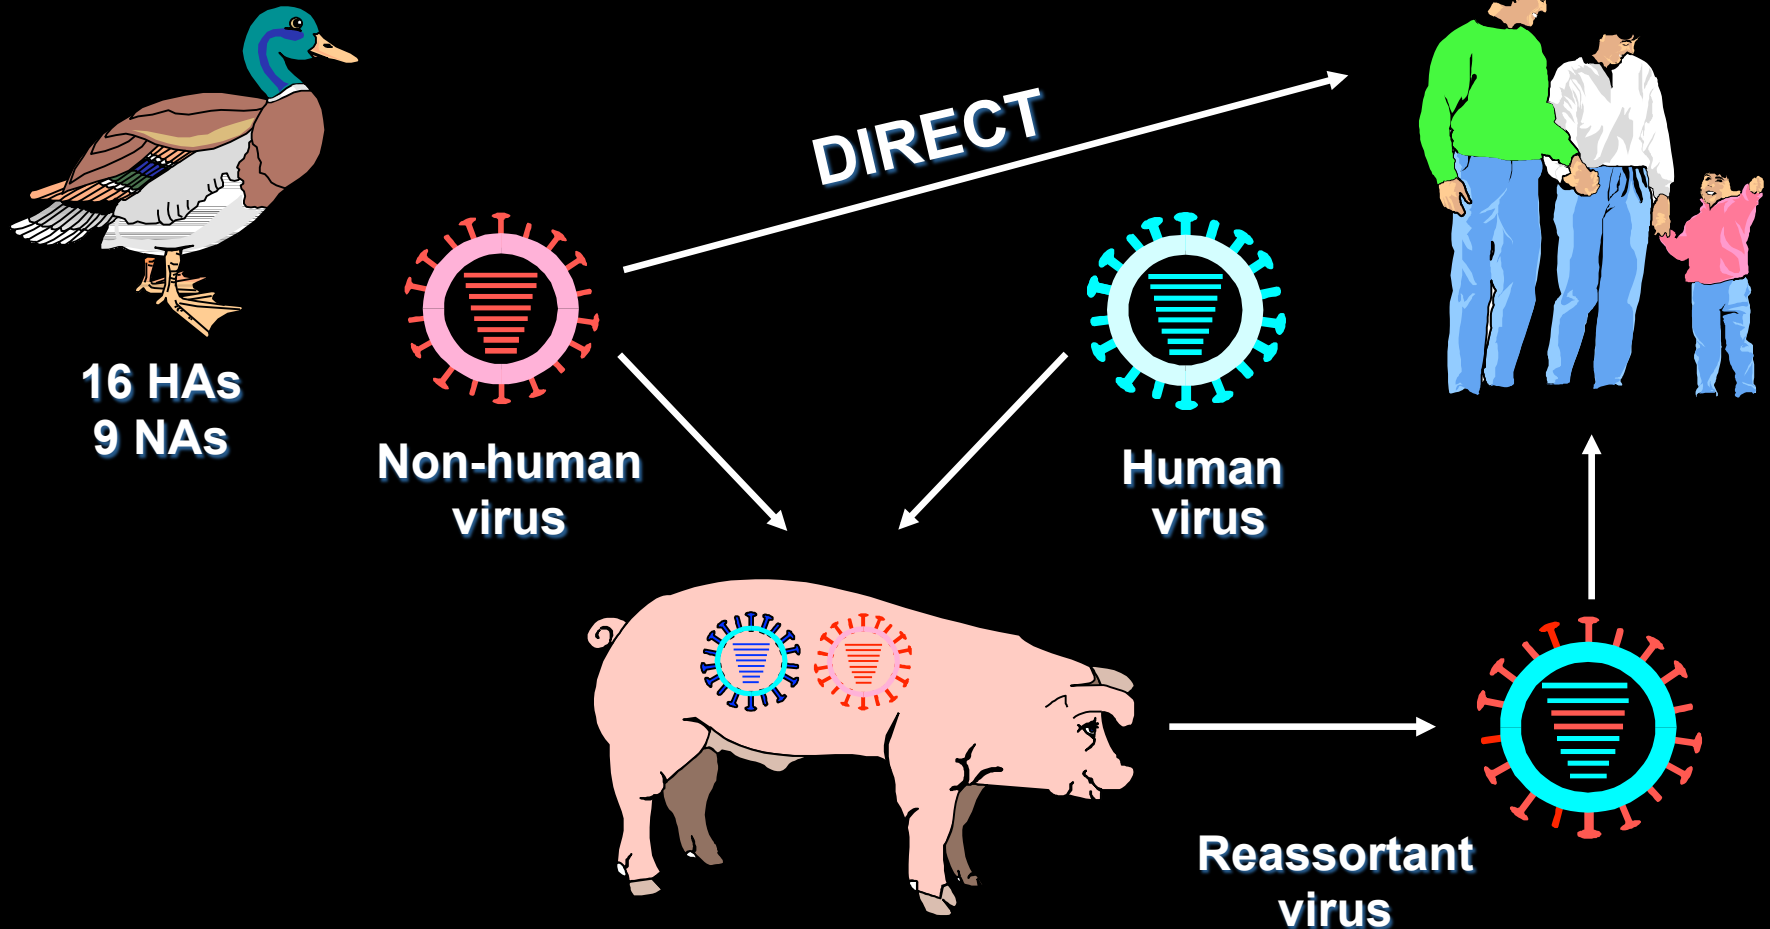 DIRECT
16 HAs
9 NAs
Non-human
virus
Human
virus
Reassortant
virus